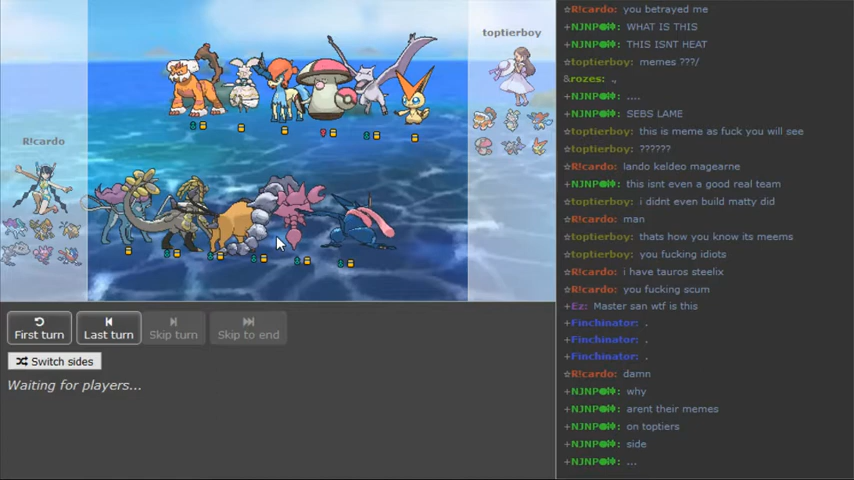 toptierboy
R!cardo
First turn
Last turn
Skip turn
Skip to end
Switch sides
Waiting for players...
☆R!cardo: you betrayed me
+NJNP: WHAT IS THIS
+NJNP: THIS ISNT HEAT
☆toptierboy: memes ???/
&rozes: .,
+NJNP: ....
+NJNP: SEBS LAME
☆toptierboy: this is meme as fuck you will see
☆toptierboy: ??????
☆R!cardo: lando keldeo magearne
+NJNP: this isnt even a good real team
☆toptierboy: i didnt even build matty did
☆R!cardo: man
☆toptierboy: thats how you know its meems
☆toptierboy: you fucking idiots
☆R!cardo: i have tauros steelix
☆R!cardo: you fucking scum
+Ez: Master san wtf is this
+Finchinator: .
+Finchinator: .
+Finchinator: .
☆R!cardo: damn
+NJNP: why
+NJNP: arent their memes
+NJNP: on toptiers
+NJNP: side
+NJNP: ...